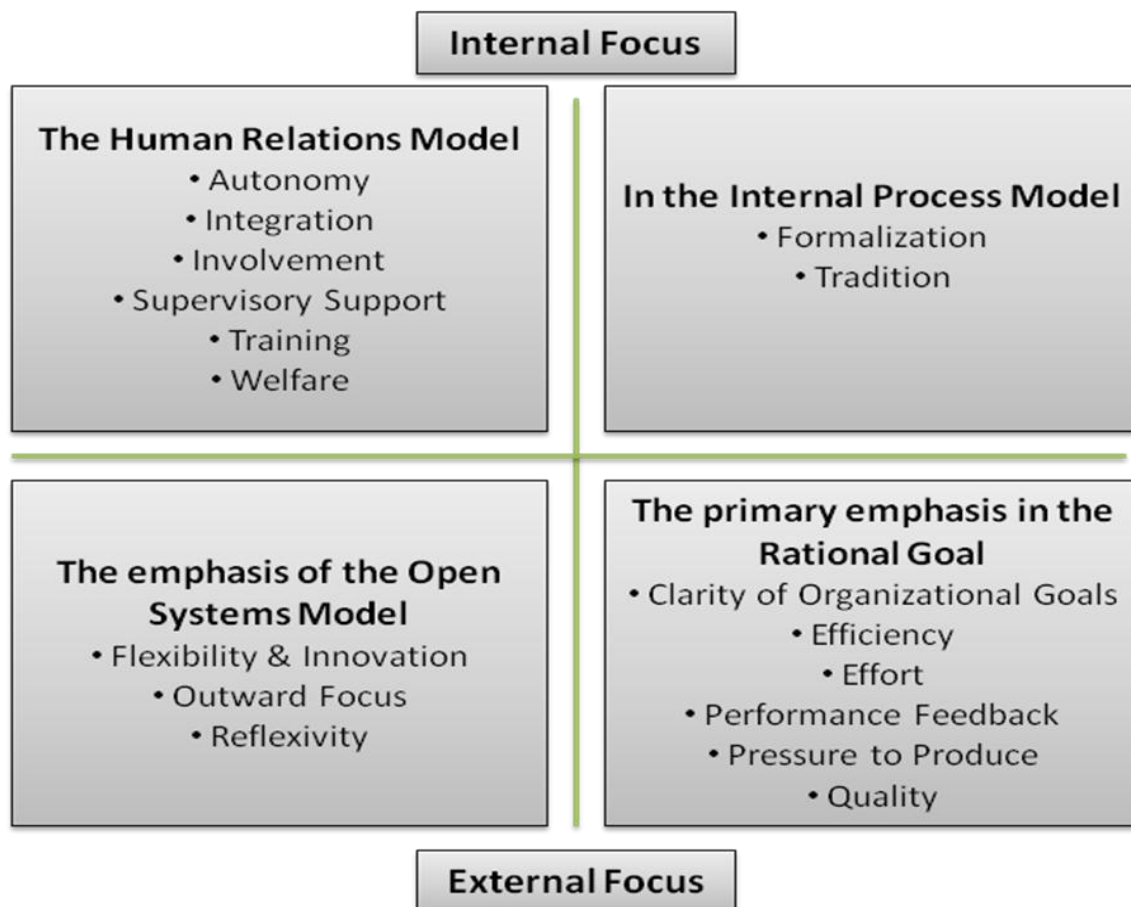 Internal Focus
The Human Relations Model
• Autonomy
• Integration
• Involvement
• Supervisory Support
• Training
• Welfare
In the Internal Process Model
• Formalization
• Tradition
The emphasis of the Open
Systems Model
• Flexibility & Innovation
• Outward Focus
• Reflexivity
The primary emphasis in the
Rational Goal
• Clarity of Organizational Goals
• Efficiency
• Effort
• Performance Feedback
• Pressure to Produce
• Quality
External Focus